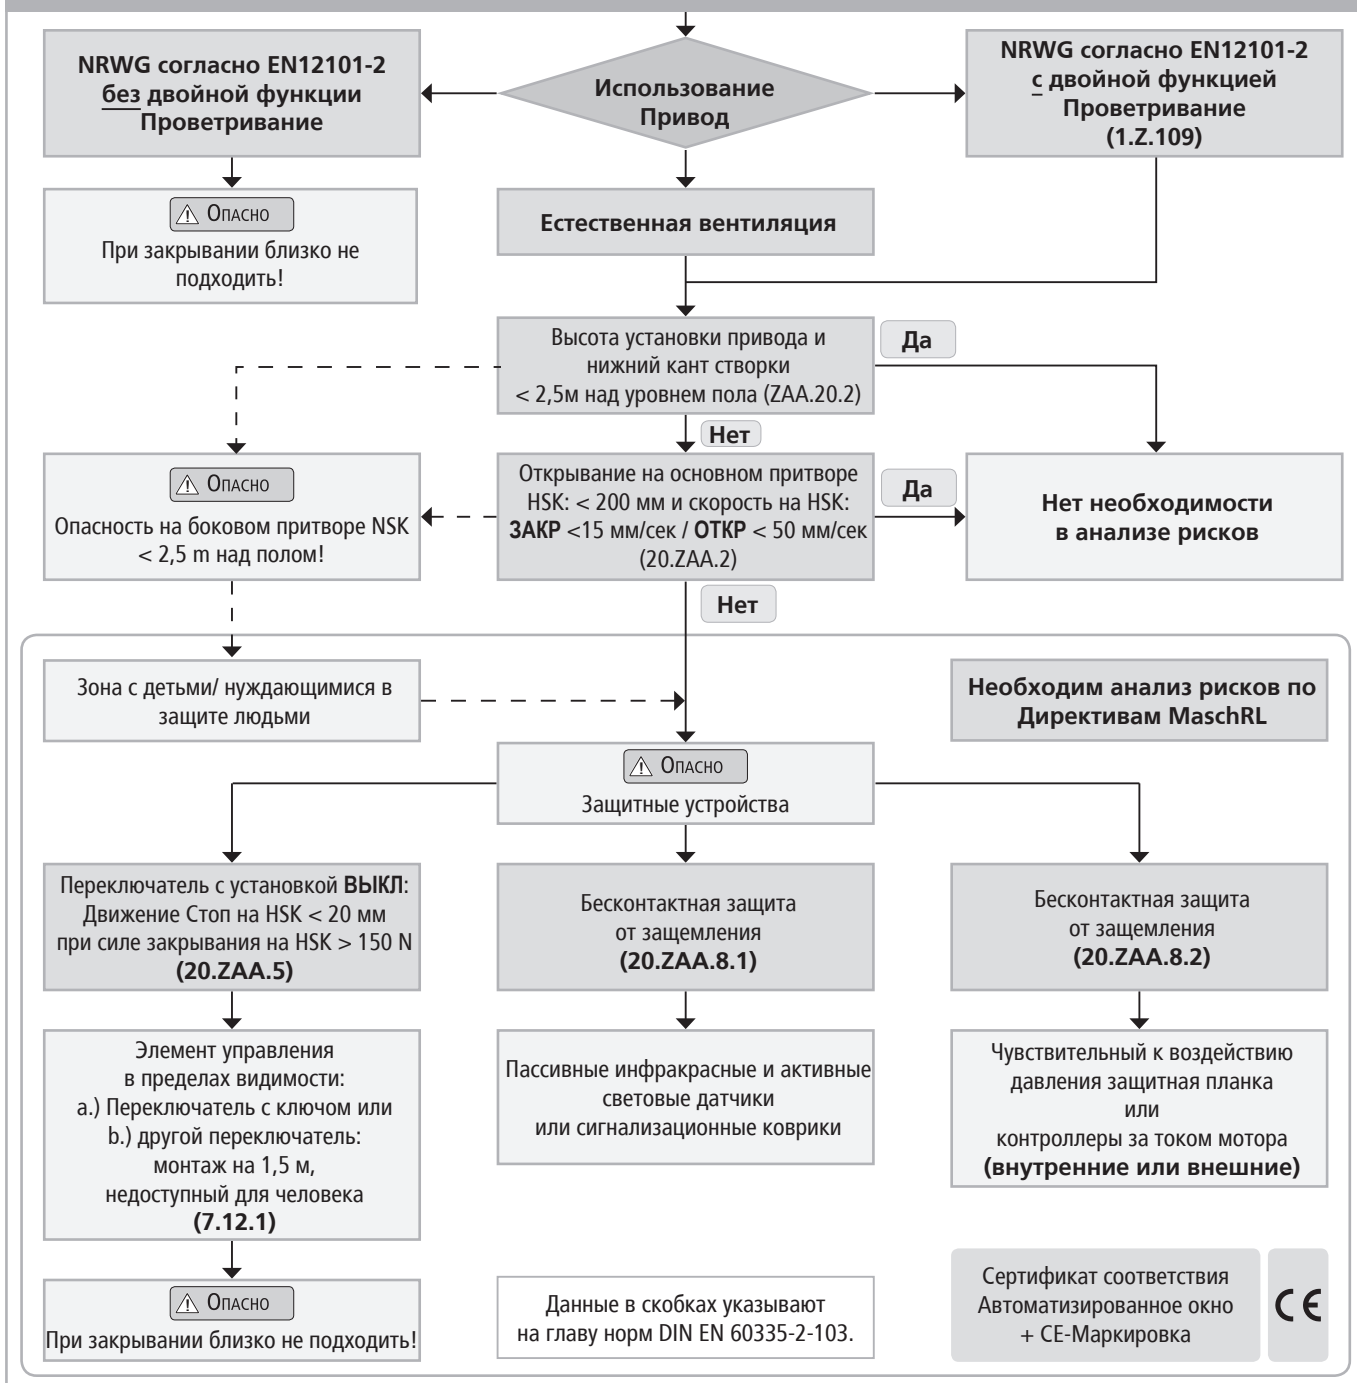 NRWG согласно EN12101-2
без двойной функции
Проветривание
Использование
Привод
NRWG согласно EN12101-2
с двойной функцией
Проветривание
(1.Z.109)
ОПАСНО
При закрывании близко не
подходить!
Естественная вентиляция
Высота установки привода и
нижний кант створки
< 2,5м над уровнем пола (ZAA.20.2)
Да
Нет
ОПАСНО
Опасность на боковом притворе NSK
< 2,5 m над полом!
Открывание на основном притворе
HSK: < 200 мм и скорость на HSK:
ЗАКР <15 мм/сек / ОТКР < 50 мм/сек
(20.ZAA.2)
Да
Нет необходимости
в анализе рисков
Нет
Зона с детьми/ нуждающимися в
защите людьми
Необходим анализ рисков по
Директивам MaschRL
ОПАСНО
Защитные устройства
Переключатель с установкой ВЫКЛ:
Движение Стоп на HSK < 20 мм
при силе закрывания на HSK > 150 N
(20.ZAA.5)
Бесконтактная защита
от защемления
(20.ZAA.8.1)
Бесконтактная защита
от защемления
(20.ZAA.8.2)
Элемент управления
в пределах видимости:
a.) Переключатель с ключом или
b.) другой переключатель:
монтаж на 1,5 м,
недоступный для человека
(7.12.1)
Пассивные инфракрасные и активные
световые датчики
или сигнализационные коврики
Чувствительный к воздействию
давления защитная планка
или
контроллеры за током мотора
(внутренние или внешние)
ОПАСНО
При закрывании близко не подходить!
Данные в скобках указывают
на главу норм DIN EN 60335-2-103.
Сертификат соответствия
Автоматизированное окно
+ CE-Маркировка
CE